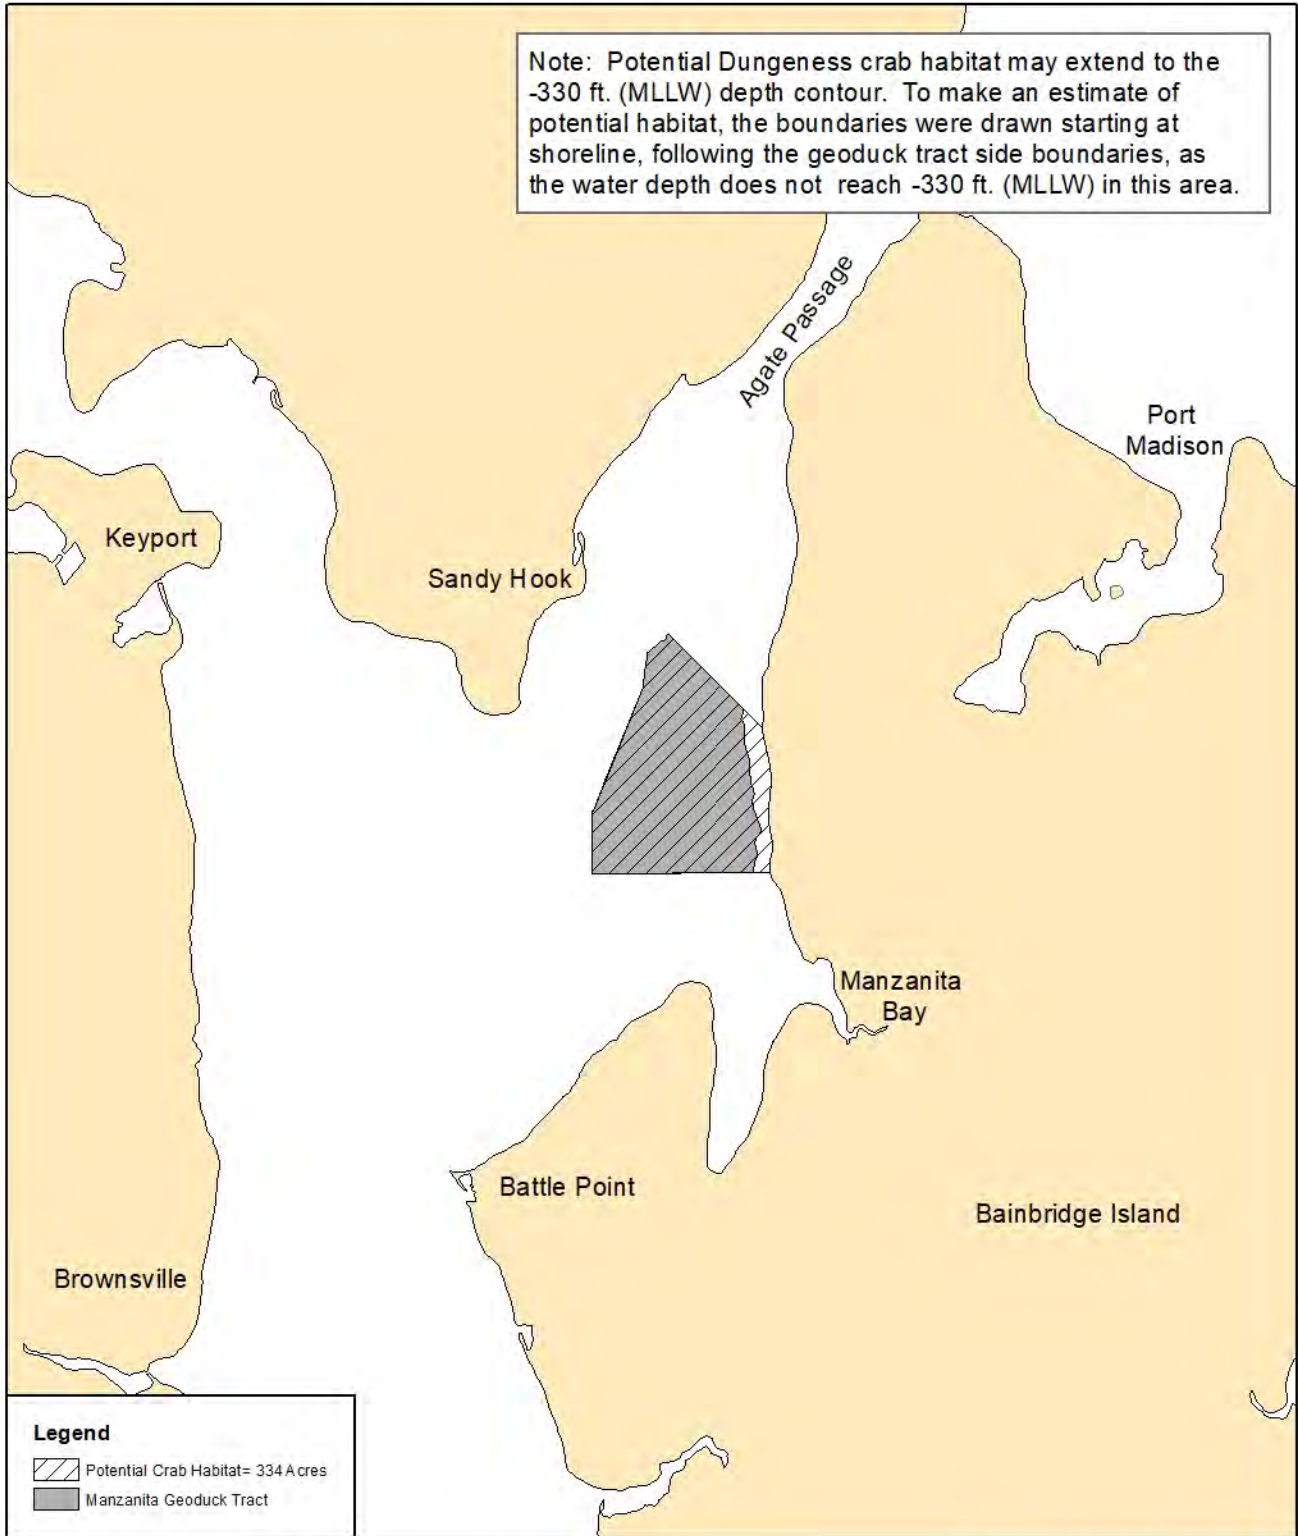 Note: Potential Dungeness crab habitat may extend to the
-330 ft. (MLLW) depth contour. To make an estimate of
potential habitat, the boundaries were drawn starting at
shoreline, following the geoduck tract side boundaries, as
the water depth does not reach -330 ft. (MLLW) in this area.
Agate Passage
Port
Madison
Keyport
Sandy Hook
Manzanita
Bay
Battle Point
Bainbridge Island
Brownsville
Legend
Potential Crab Habitat= 334 Acres
Manzanita Geoduck Tract